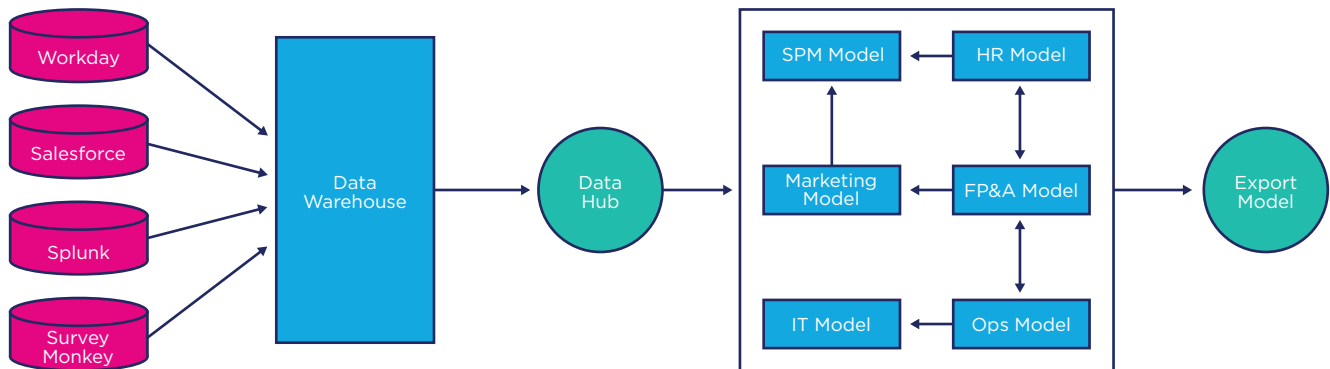 Workday
Salesforce
Splunk
Survey
Monkey
Data
Warehouse
Data
Hub
SPM Model
HR Model
Marketing
Model
FP&A Model
IT Model
Ops Model
Export
Model